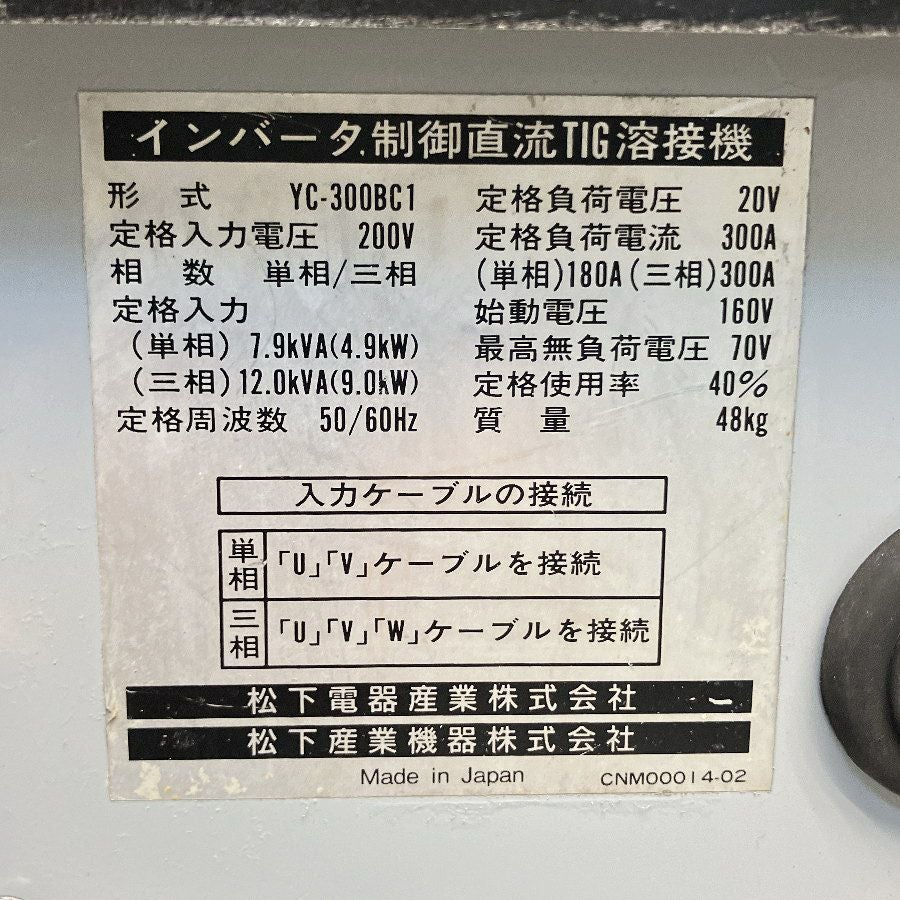 インバータ制御直流TIG溶接機
形 式 YC-300BC1
定格入力電圧 200V
相 数 単相/三相
定格入力
(単相) 7.9kVA(4.9kW)
(三相) 12.0kVA(9.0kW)
定格周波数 50/60Hz
定格負荷電圧 20V
定格負荷電流 300A
(単相)180A (三相)300A
始動電圧 160V
最高無負荷電圧 70V
定格使用率 40%
質 量 48kg
入力ケーブルの接続
単相 「U」「V」ケーブルを接続
三相 「U」「V」「W」ケーブルを接続
松下電器産業株式会社
松下産業機器株式会社
Made in Japan CNM00014-02